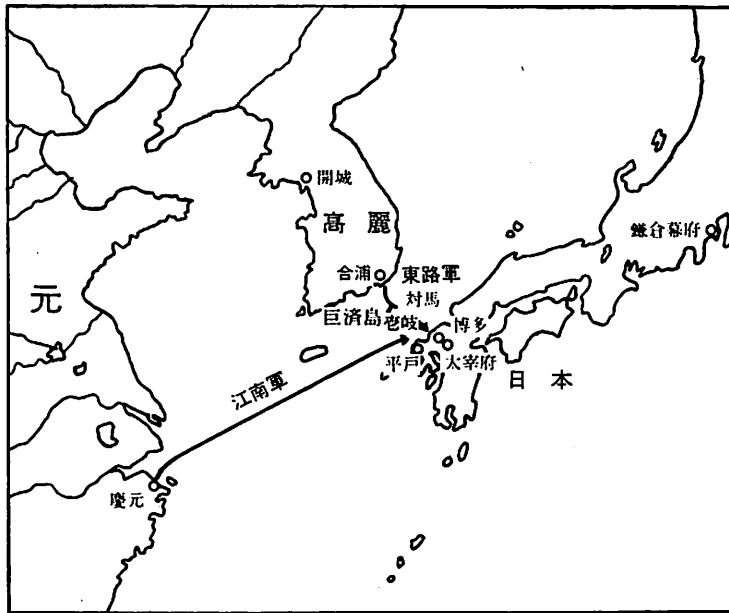 開城
高麗
鎌倉幕府
合浦
東路軍
対馬
元
巨済島
壱岐
博多
平戸
太宰府
日本
江南軍
慶元